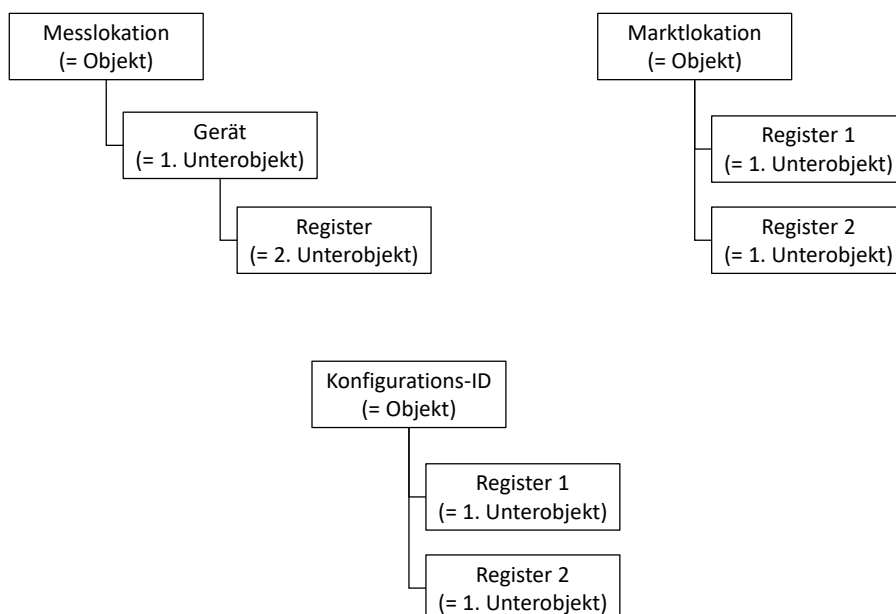 Messlokation
(= Objekt)
Gerät
(= 1. Unterobjekt)
Register
(= 2. Unterobjekt)
Marktlokation
(= Objekt)
Register 1
(= 1. Unterobjekt)
Register 2
(= 1. Unterobjekt)
Konfigurations-ID
(= Objekt)
Register 1
(= 1. Unterobjekt)
Register 2
(= 1. Unterobjekt)